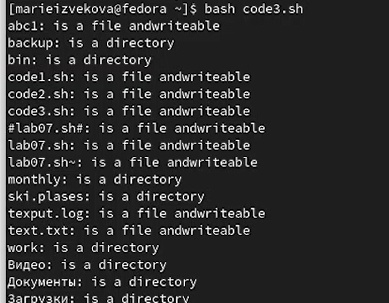 [marieizvekova@fedora ~]$ bash code3.sh
abc1: is a file andwriteable
backup: is a directory
bin: is a directory
code1.sh: is a file andwriteable
code2.sh: is a file andwriteable
code3.sh: is a file andwriteable
#lab07.sh#: is a file andwriteable
lab07.sh: is a file andwriteable
lab07.sh~: is a file andwriteable
monthly: is a directory
ski.plases: is a directory
texput.log: is a file andwriteable
text.txt: is a file andwriteable
work: is a directory
Видео: is a directory
Документы: is a directory
Загрузки: is a directory